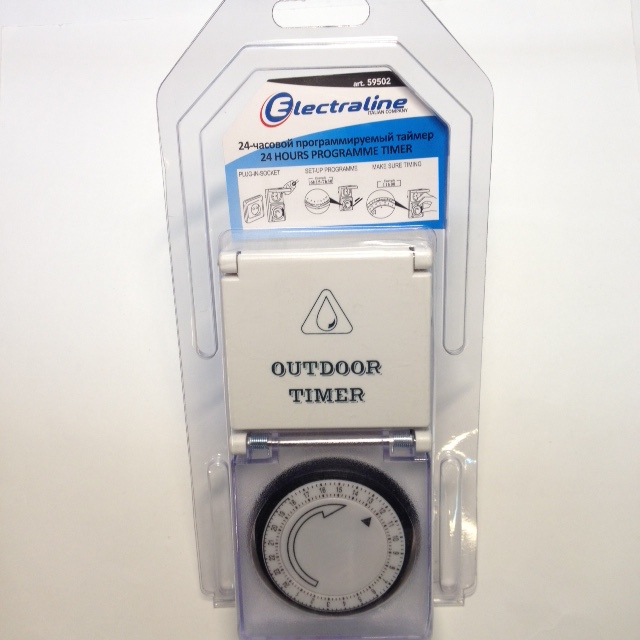 art. 59502
Electraline
ITALIAN COMPANY
24-часовой программируемый таймер
24 HOURS PROGRAMME TIMER
PLUG-IN-SOCKET SET-UP PROGRAMME MAKE SURE TIMING
OUTDOOR
TIMER